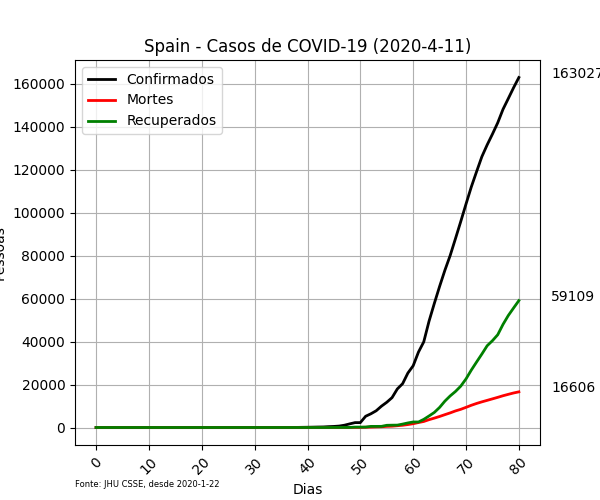 Spain - Casos de COVID-19 (2020-4-11)
Confirmados
Mortes
Recuperados
160000
140000
120000
100000
80000
60000
40000
20000
0
163027
59109
16606
0 10 20 30 40 50 60 70 80
Dias
Fonte: JHU CSSE, desde 2020-1-22